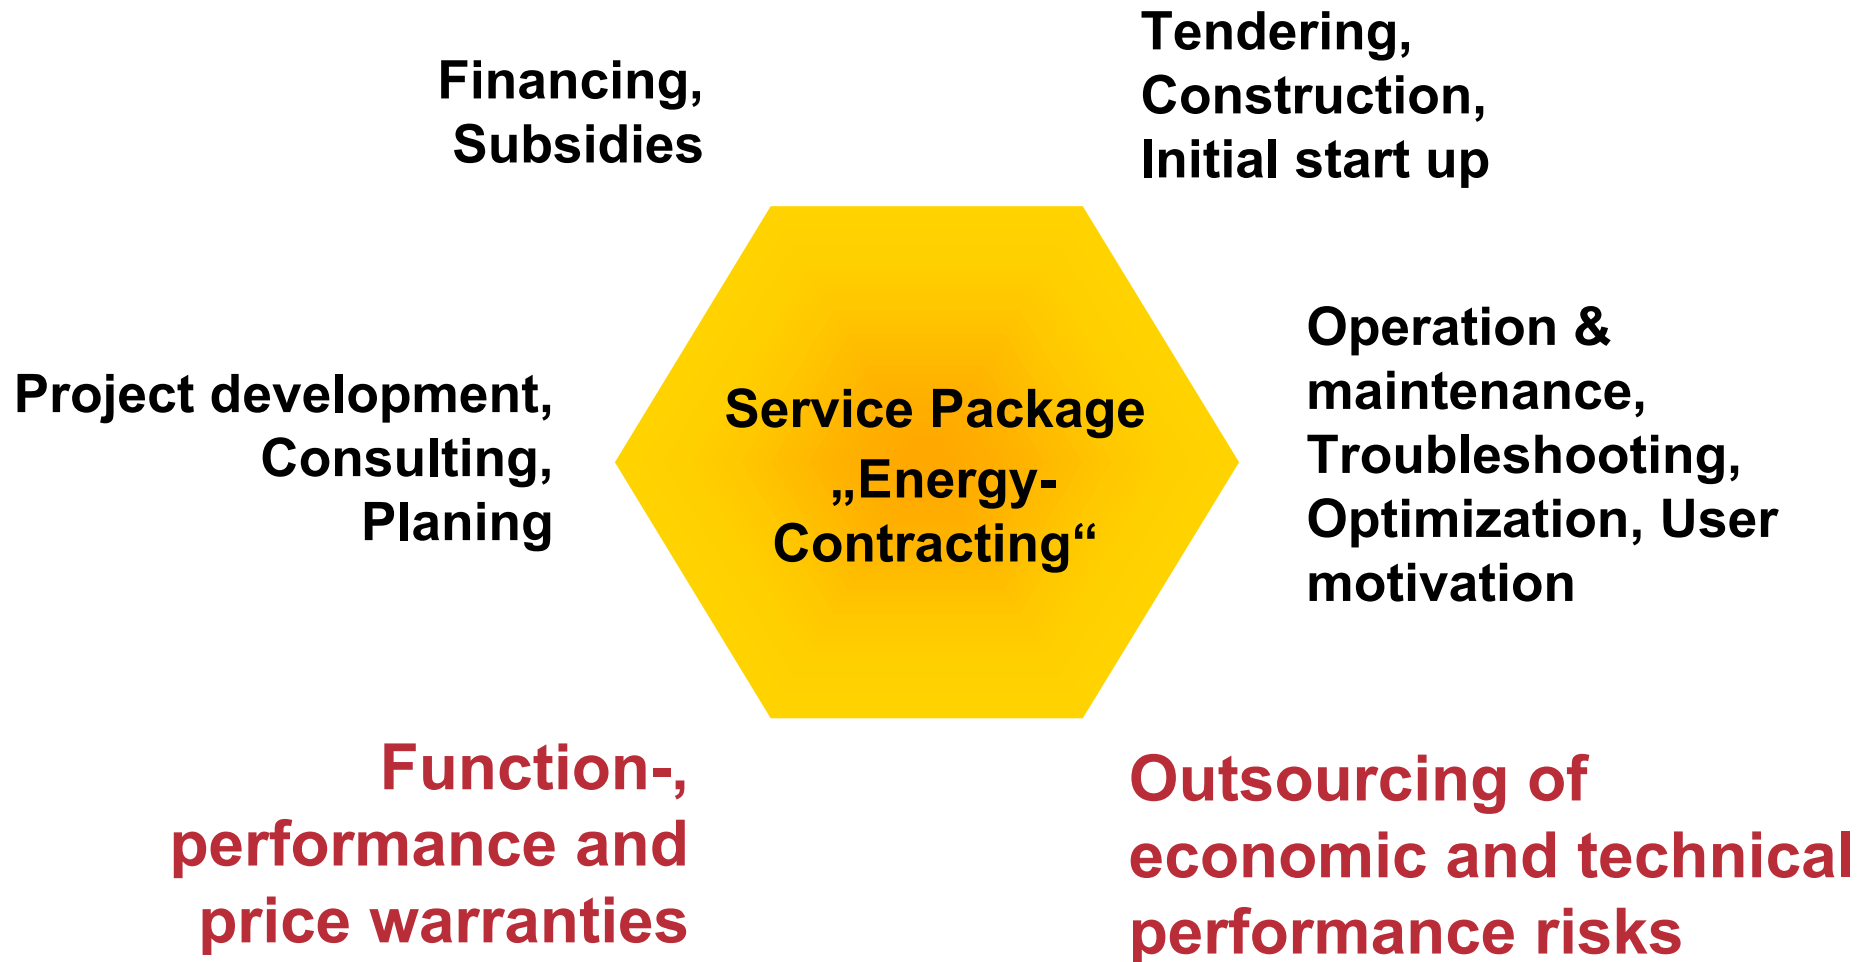 Financing,
Subsidies
Tendering,
Construction,
Initial start up
Project development,
Consulting,
Planing
Service Package
„Energy-
Contracting“
Operation &
maintenance,
Troubleshooting,
Optimization, User
motivation
Function-,
performance and
price warranties
Outsourcing of
economic and technical
performance risks